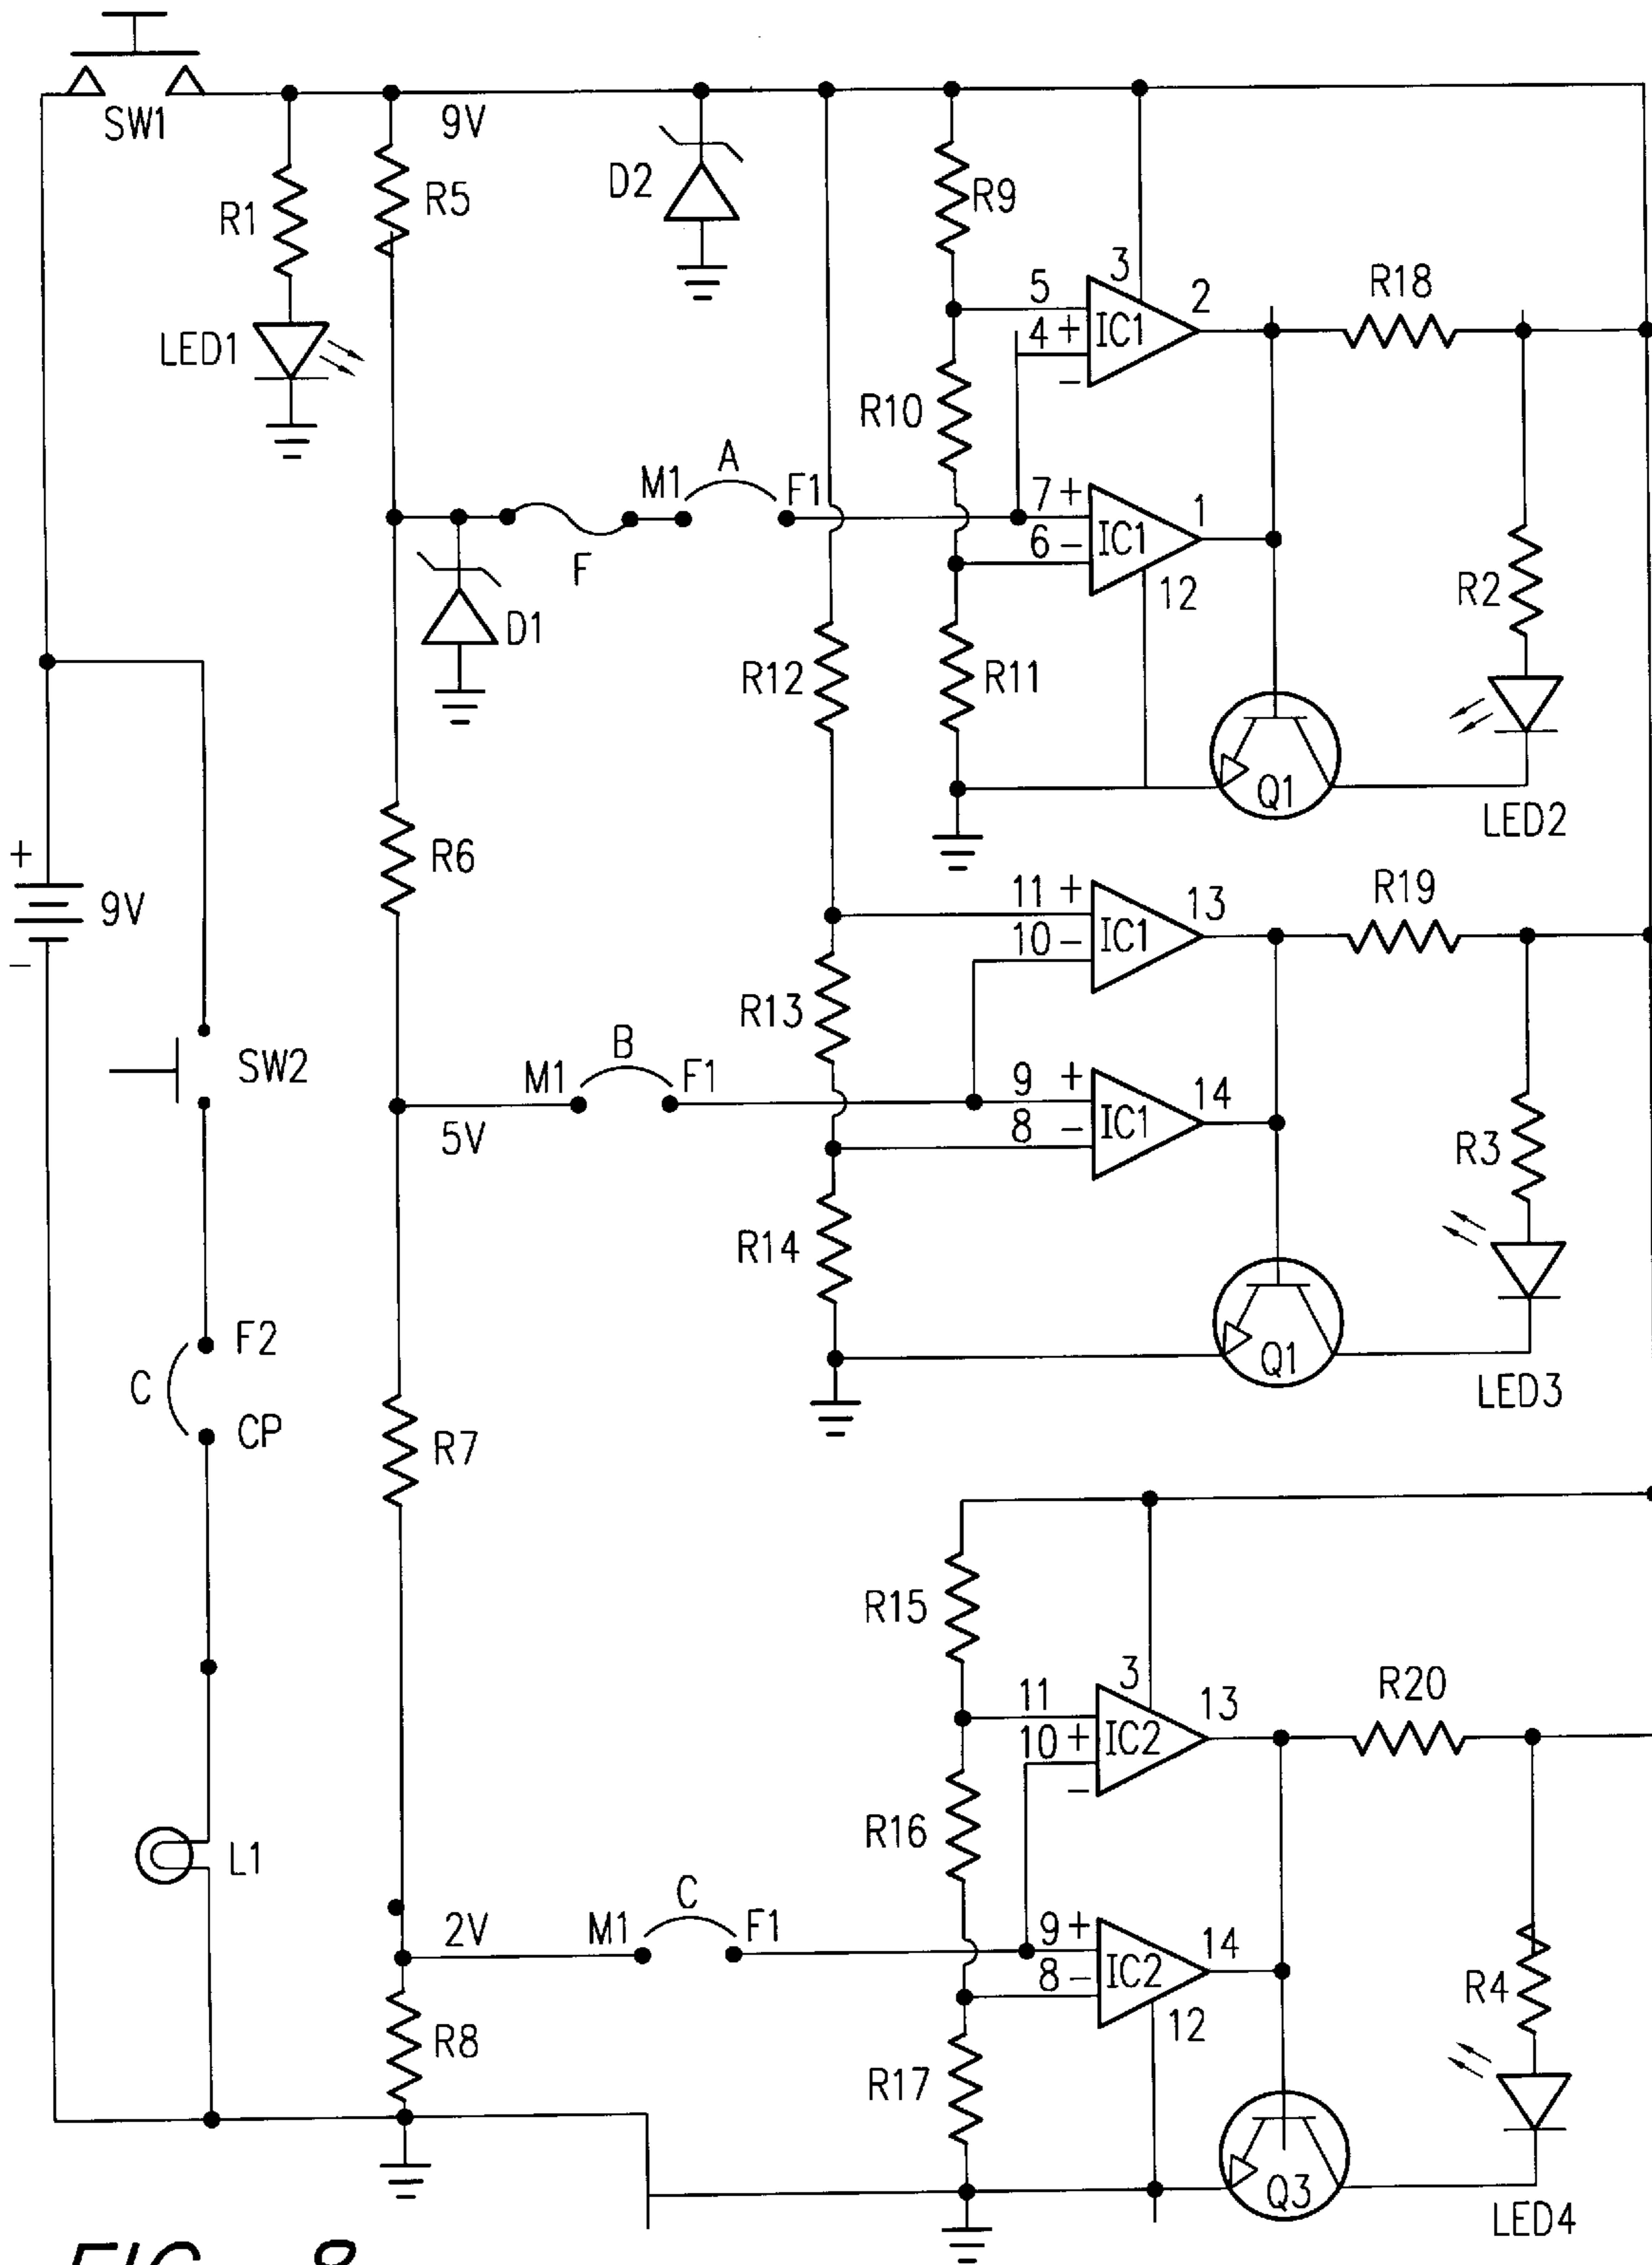 SW1
9V
R1
R5
D2
R9
LED1
5
4 +
-
3
IC1
2
R18
R10
M1 A F1
F
7 +
6 -
IC1
1
12
D1
R2
R12
R11
Q1
LED2
R6
+
9V
-
11 +
10 -
IC1
13
R19
SW2
R13
M1 B F1
5V
9 +
8 -
IC1
14
R3
R14
F2
C
CP
Q1
LED3
R7
R15
3
11
10 +
-
IC2
13
R20
R16
L1
2V
M1 C F1
9 +
8 -
IC2
14
12
R4
R8
R17
Q3
LED4
FIG. 8